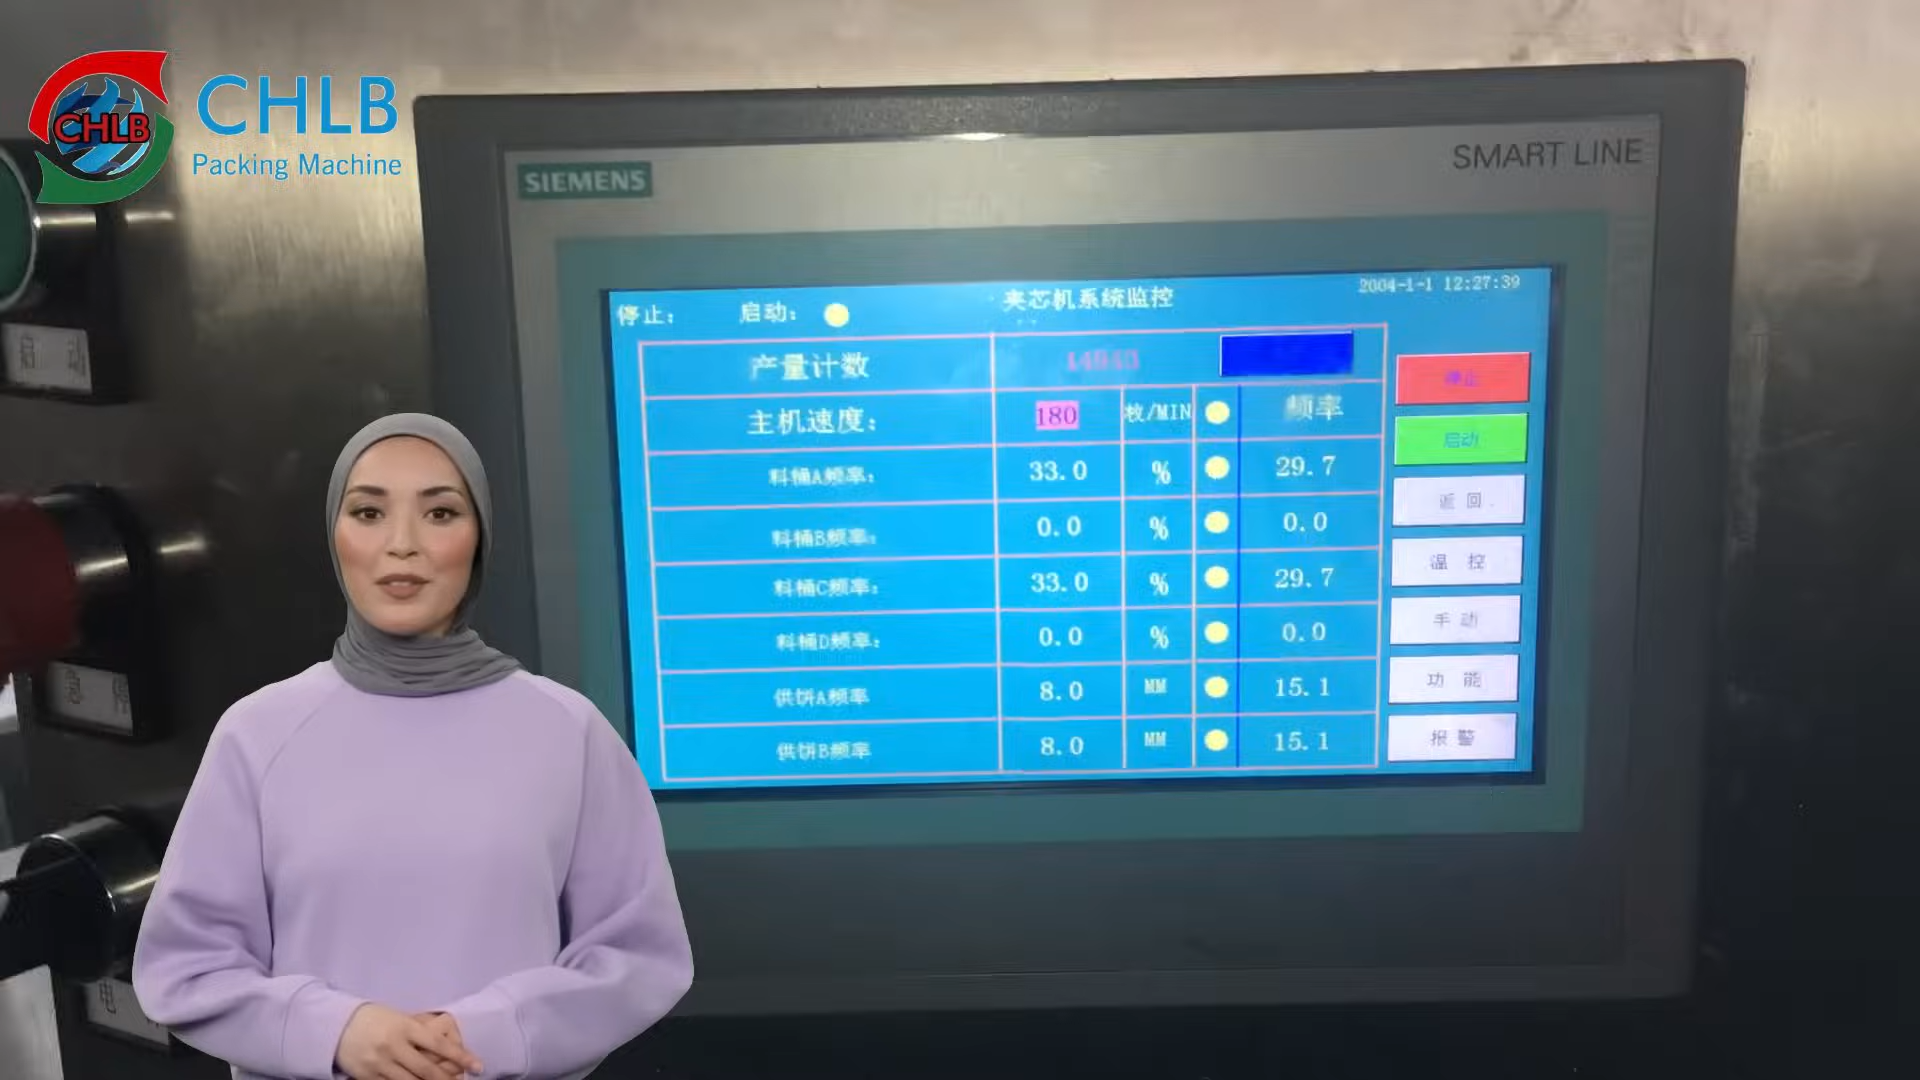 CHLB
CHLB
Packing Machine
SIEMENS
SMART LINE
停止: 启动: 夹芯机系统监控 2004-1-1 12:27:39
产量计数
主机速度: 180 枚/MIN 频率
料桶A频率: 33.0 % 29.7
料桶B频率: 0.0 % 0.0
料桶C频率: 33.0 % 29.7
料桶D频率: 0.0 % 0.0
供饼A频率 8.0 MM 15.1
供饼B频率 8.0 MM 15.1
停止
启动
返回
温控
手动
功能
报警
急停